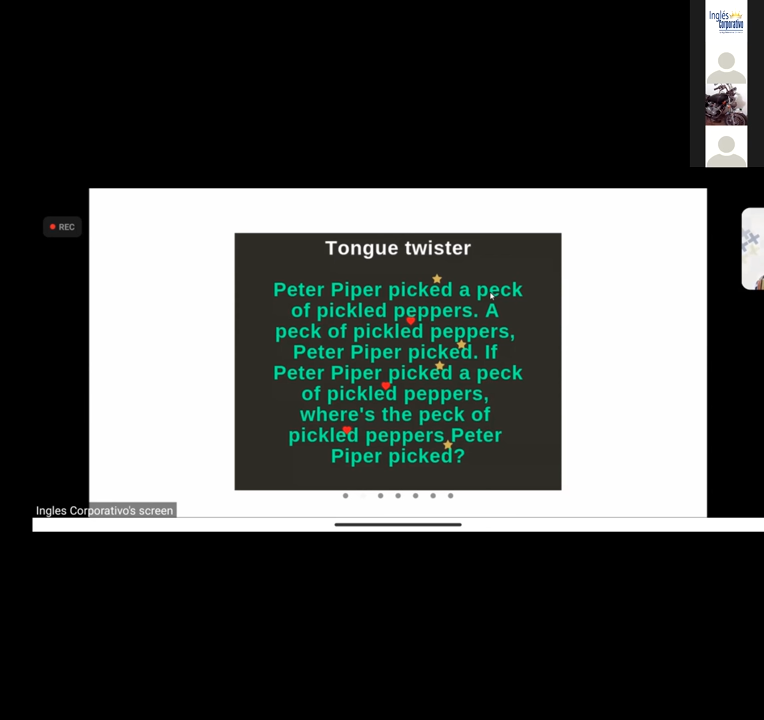 Inglés
Corporativo
REC
Tongue twister
Peter Piper picked a peck
of pickled peppers. A
peck of pickled peppers,
Peter Piper picked. If
Peter Piper picked a peck
of pickled peppers,
where's the peck of
pickled peppers Peter
Piper picked?
Ingles Corporativo's screen